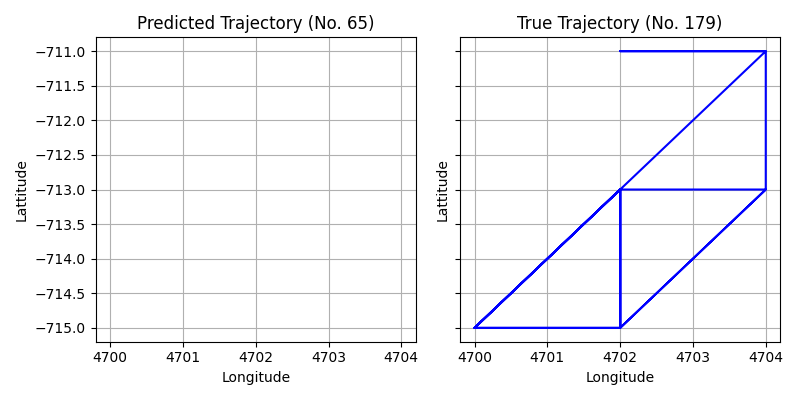 Predicted Trajectory (No. 65)
True Trajectory (No. 179)
−711.0
−711.5
−712.0
−712.5
−713.0
−713.5
−714.0
−714.5
−715.0
Lattitude
Lattitude
4700 4701 4702 4703 4704
4700 4701 4702 4703 4704
Longitude
Longitude